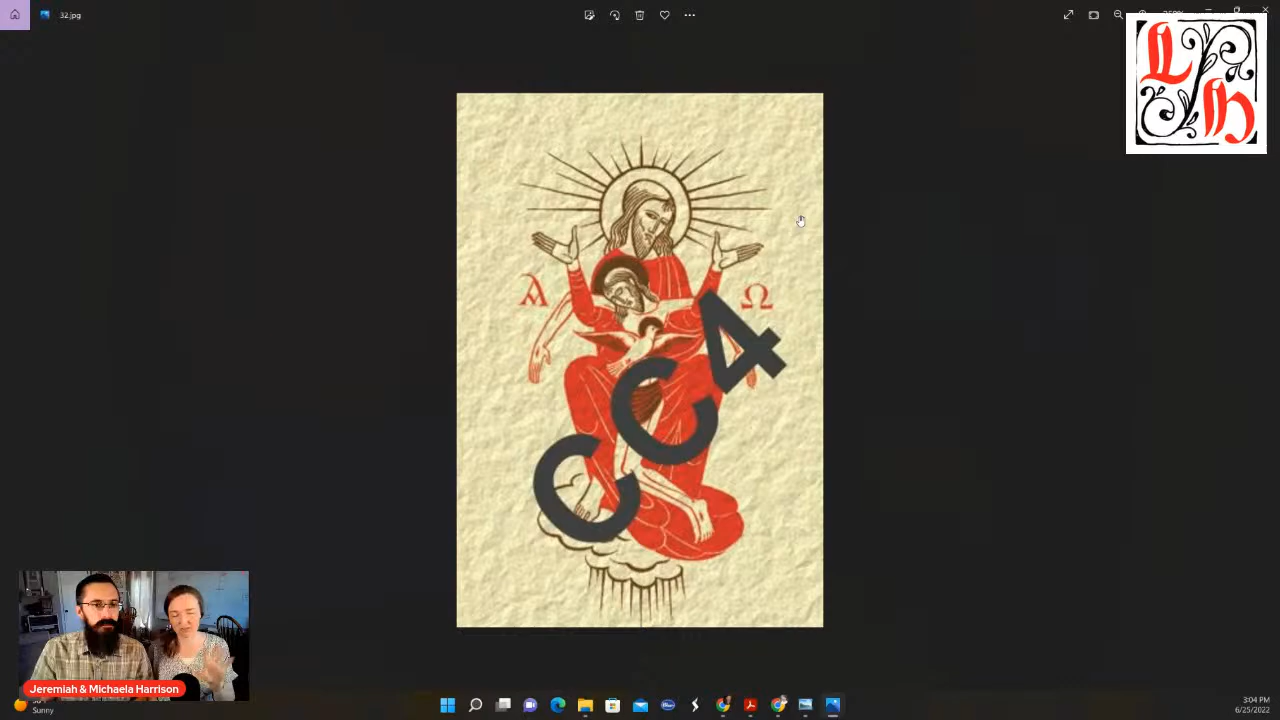 32.jpg
L H
A Ω
CC4
Jeremiah & Michaela Harrison
Sunny
3:04 PM
6/25/2022